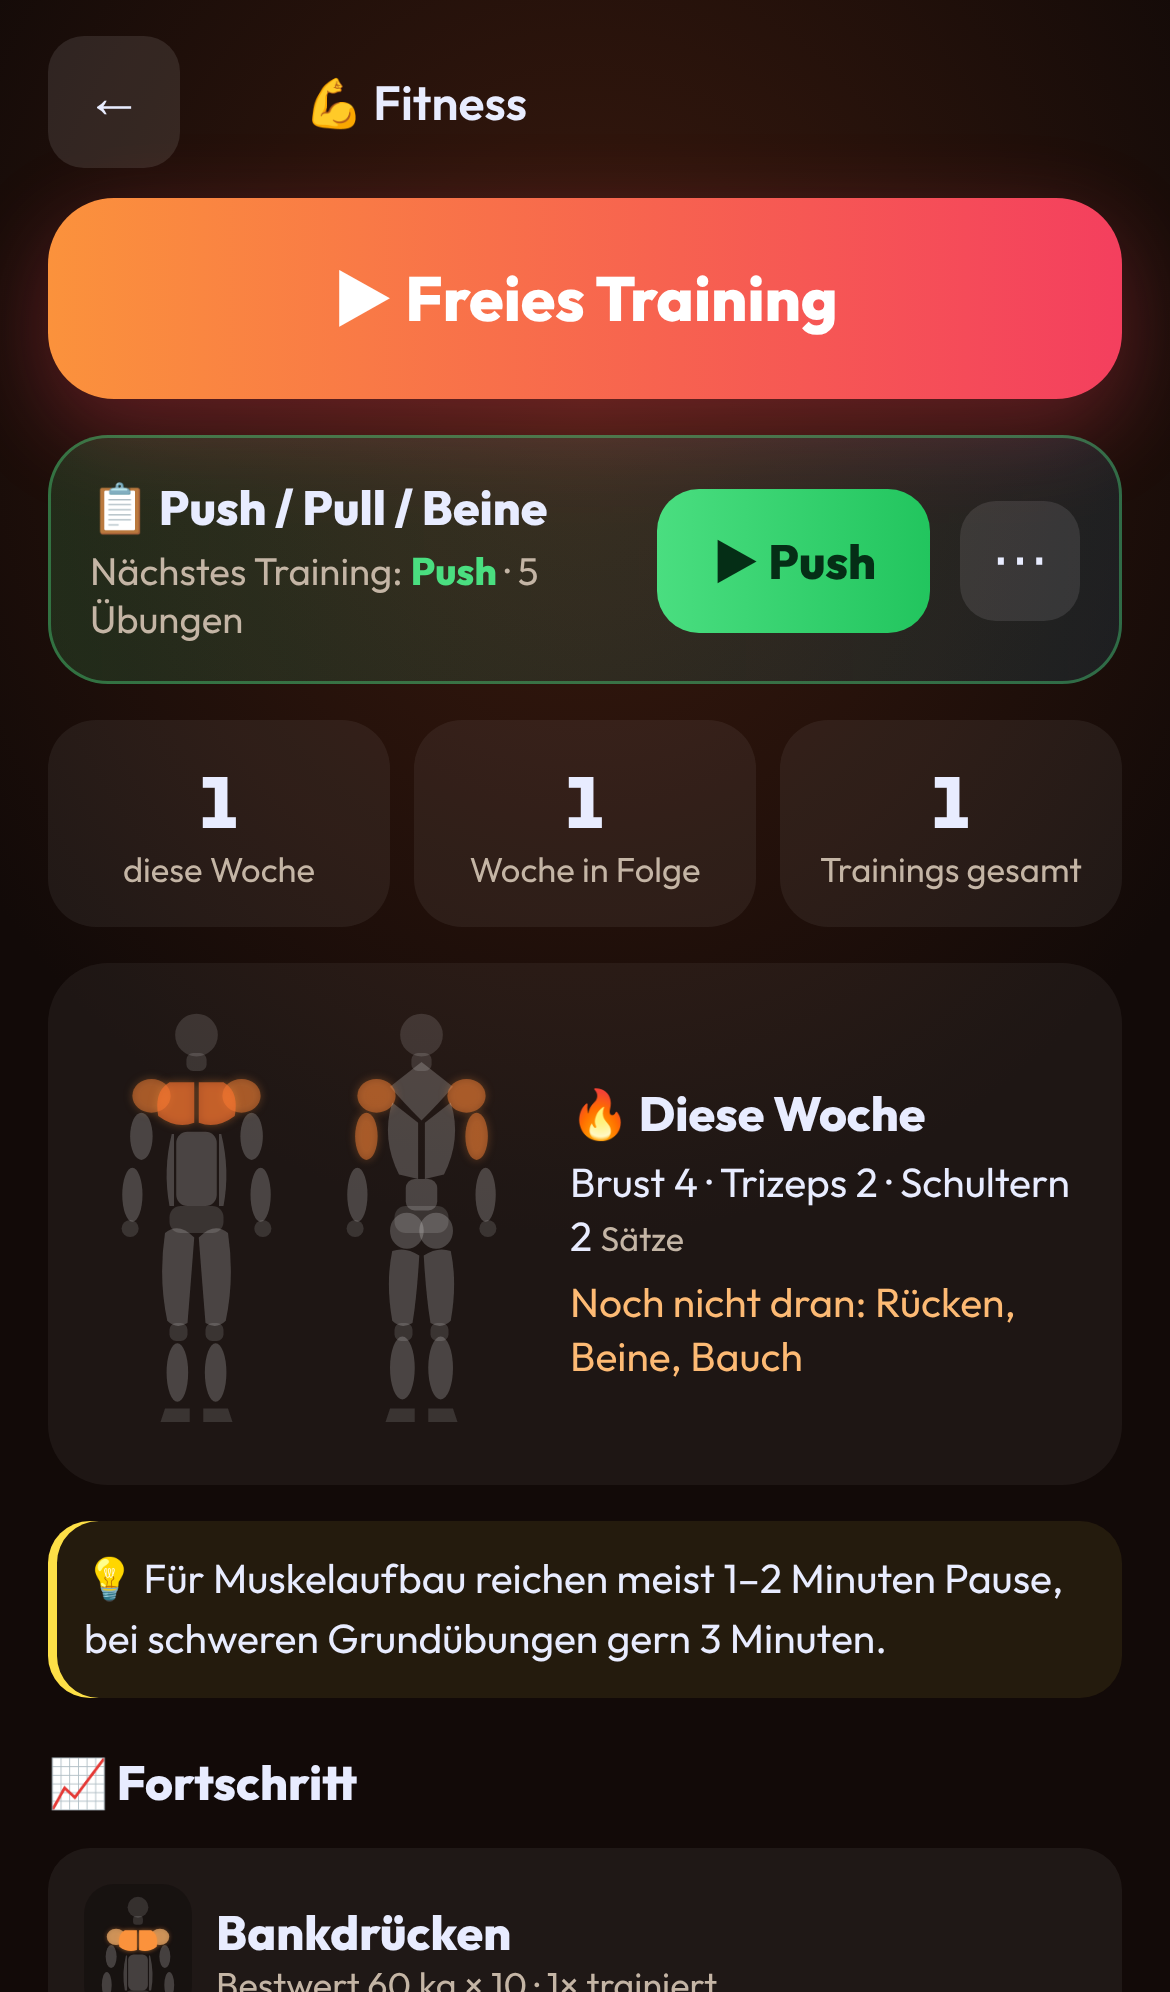 ← 💪 Fitness
▶ Freies Training
📋 Push / Pull / Beine
Nächstes Training: Push · 5
Übungen
▶ Push
⋯
1
diese Woche
1
Woche in Folge
1
Trainings gesamt
🔥 Diese Woche
Brust 4 · Trizeps 2 · Schultern
2 Sätze
Noch nicht dran: Rücken,
Beine, Bauch
💡 Für Muskelaufbau reichen meist 1–2 Minuten Pause,
bei schweren Grundübungen gern 3 Minuten.
📈 Fortschritt
Bankdrücken
Bestwert 60 kg × 10 · 1× trainiert